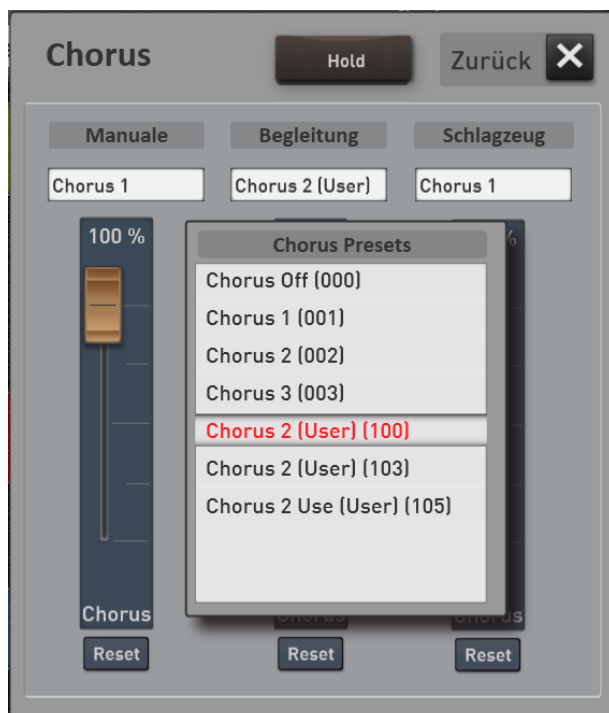 Chorus
Hold
Zurück
Manuale
Begleitung
Schlagzeug
Chorus 1
Chorus 2 (User)
Chorus 1
100 %
%
Chorus Presets
Chorus Off (000)
Chorus 1 (001)
Chorus 2 (002)
Chorus 3 (003)
Chorus 2 (User) (100)
Chorus 2 (User) (103)
Chorus 2 Use (User) (105)
Chorus
Chorus
Chorus
Reset
Reset
Reset